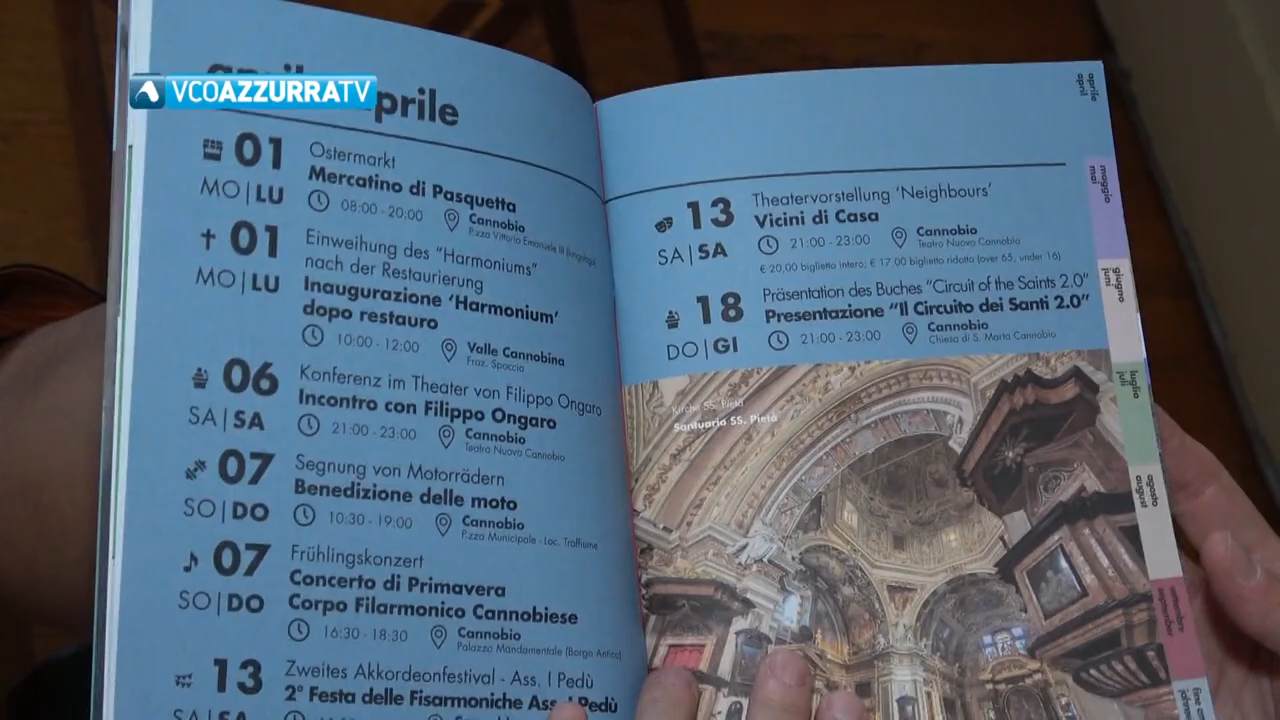 VCOAZZURRATV
april
aprile
01
MO|LU
Ostermarkt
Mercatino di Pasquetta
08:00 - 20:00
Cannobio
P.zza Vittorio Emanuele III (lungolago)
01
MO|LU
Einweihung des "Harmoniums"
nach der Restaurierung
Inaugurazione 'Harmonium'
dopo restauro
10:00 - 12:00
Valle Cannobina
Fraz. Spoccia
06
SA|SA
Konferenz im Theater von Filippo Ongaro
Incontro con Filippo Ongaro
21:00 - 23:00
Cannobio
Teatro Nuovo Cannobio
07
SO|DO
Segnung von Motorrädern
Benedizione delle moto
10:30 - 19:00
Cannobio
P.zza Municipale - Loc. Traffiume
07
SO|DO
Frühlingskonzert
Concerto di Primavera
Corpo Filarmonico Cannobiese
16:30 - 18:30
Cannobio
Palazzo Mandamentale (Borgo Antico)
13
SA|SA
Zweites Akkordeonfestival - Ass. I Pedù
2° Festa delle Fisarmoniche Ass. I Pedù
13
SA|SA
Theatervorstellung 'Neighbours'
Vicini di Casa
21:00 - 23:00
Cannobio
Teatro Nuovo Cannobio
€ 20,00 biglietto intero; € 17,00 biglietto ridotto (over 65, under 16)
18
DO|GI
Präsentation des Buches "Circuit of the Saints 2.0"
Presentazione "Il Circuito dei Santi 2.0"
21:00 - 23:00
Cannobio
Chiesa di S. Marta Cannobio
Kirche SS. Pietà
Santuario SS. Pietà
aprile
april
maggio
mai
giugno
juni
luglio
juli
agosto
august
settembre
september